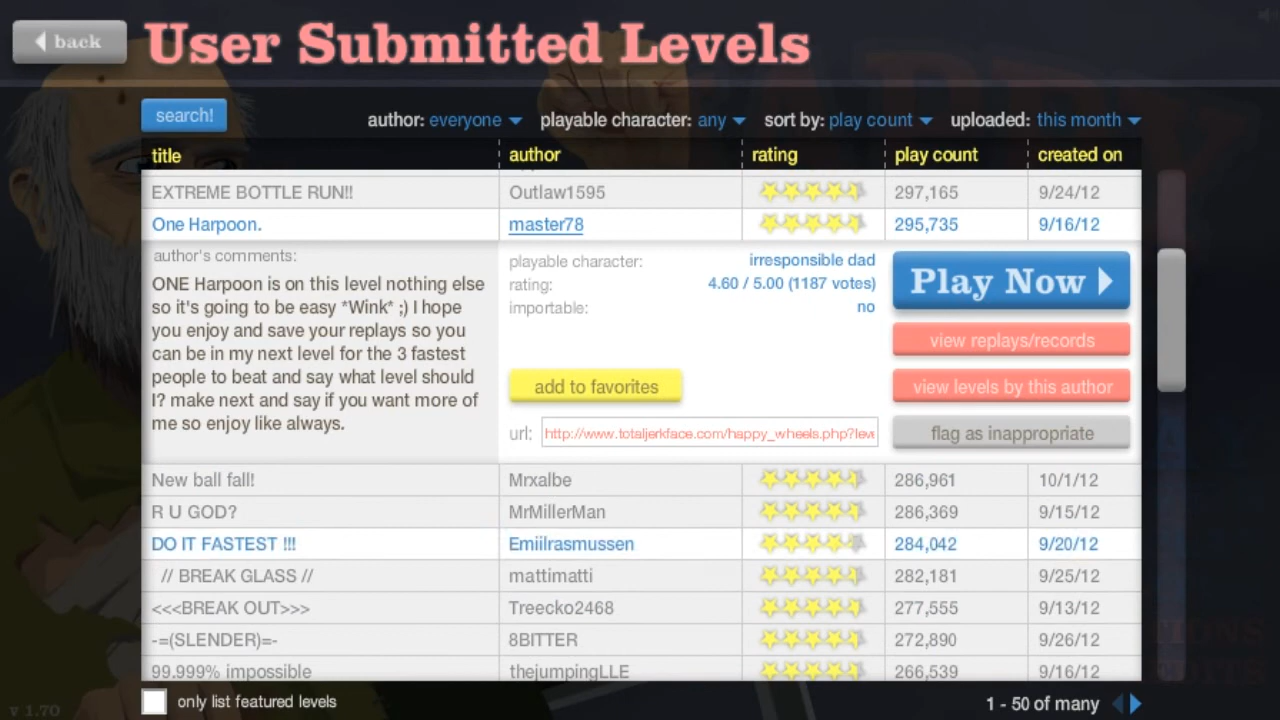 back
User Submitted Levels
search!
author: everyone
playable character: any
sort by: play count
uploaded: this month
title author rating play count created on
EXTREME BOTTLE RUN!! Outlaw1595 297,165 9/24/12
One Harpoon. master78 295,735 9/16/12
author's comments:
ONE Harpoon is on this level nothing else
so it's going to be easy *Wink* ;) I hope
you enjoy and save your replays so you
can be in my next level for the 3 fastest
people to beat and say what level should
I? make next and say if you want more of
me so enjoy like always.
playable character: irresponsible dad
rating: 4.60 / 5.00 (1187 votes)
importable: no
add to favorites
url: http://www.totaljerkface.com/happy_wheels.php?leve
Play Now
view replays/records
view levels by this author
flag as inappropriate
New ball fall! Mrxalbe 286,961 10/1/12
R U GOD? MrMillerMan 286,369 9/15/12
DO IT FASTEST !!! Emiilrasmussen 284,042 9/20/12
// BREAK GLASS // mattimatti 282,181 9/25/12
<<<BREAK OUT>>> Treecko2468 277,555 9/13/12
-=(SLENDER)=- 8BITTER 272,890 9/26/12
99.999% impossible thejumpingLLE 266,539 9/16/12
only list featured levels
1 - 50 of many
v 1.70